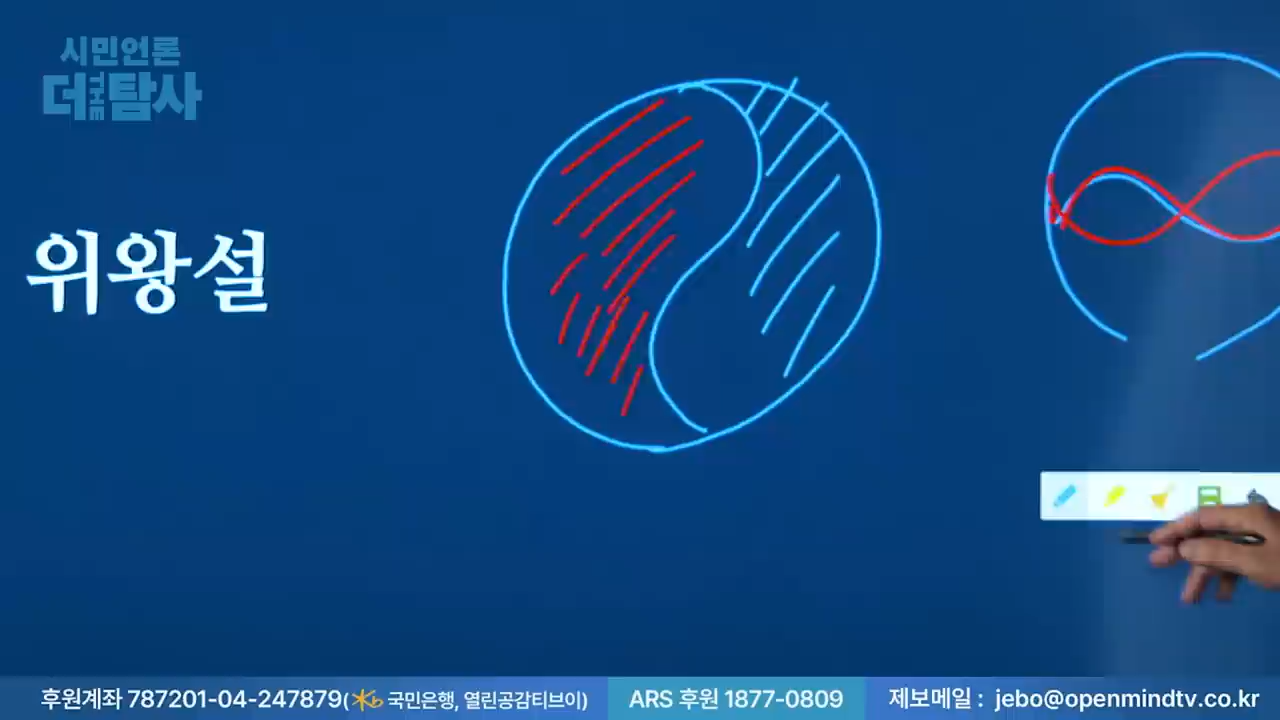 시민언론
더탐사
위왕설
후원계좌 787201-04-247879(국민은행, 열린공감티브이)
ARS 후원 1877-0809
제보메일 : jebo@openmindtv.co.kr